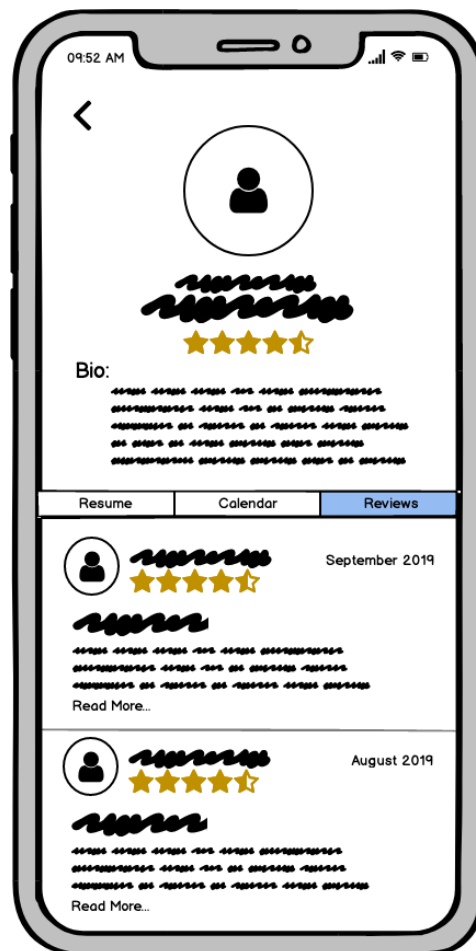 09:52 AM
Bio:
Resume Calendar Reviews
September 2019
Read More...
August 2019
Read More...